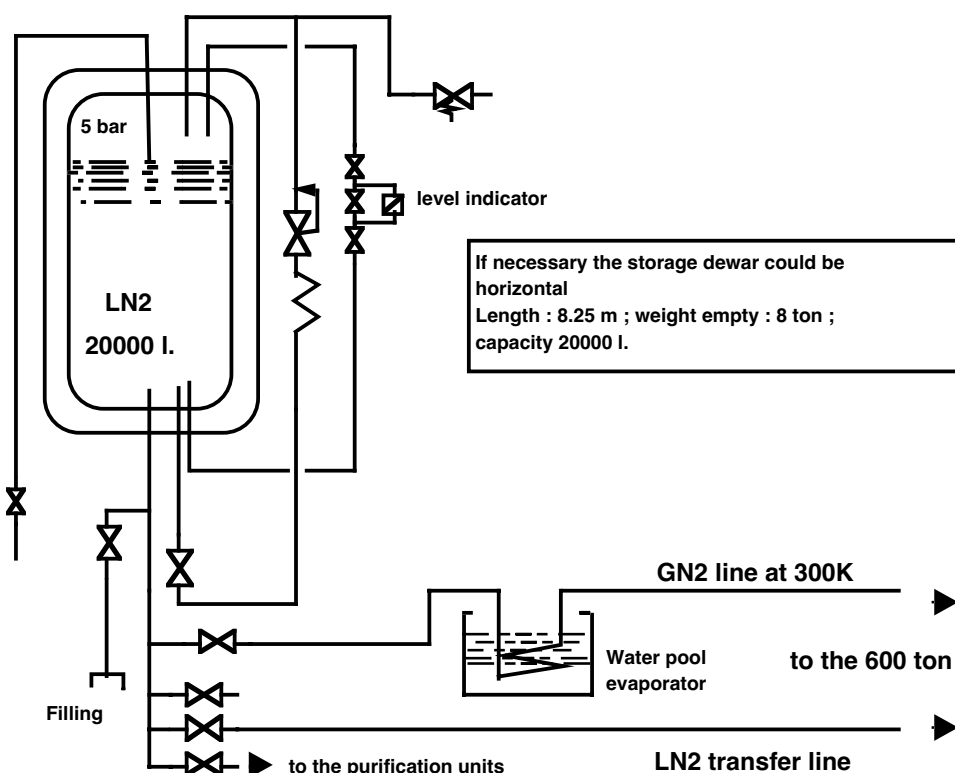 5 bar
level indicator
If necessary the storage dewar could be
horizontal
Length : 8.25 m ; weight empty : 8 ton ;
capacity 20000 l.
LN2
20000 l.
GN2 line at 300K
Water pool
evaporator
to the 600 ton
Filling
LN2 transfer line
to the purification units